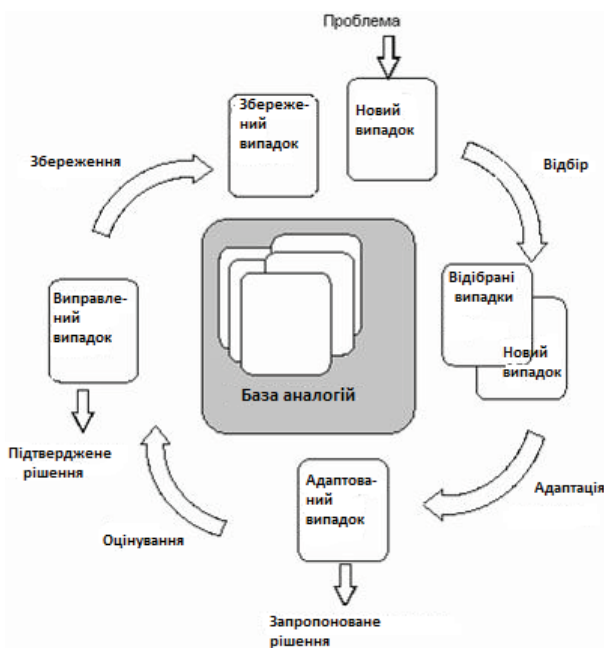 Проблема
Збереже-
ний
випадок
Новий
випадок
Збереження
Відбір
Відібрані
випадки
Новий
випадок
Виправле-
ний
випадок
База аналогій
Підтверджене
рішення
Адаптова-
ний
випадок
Адаптація
Оцінування
Запропоноване
рішення